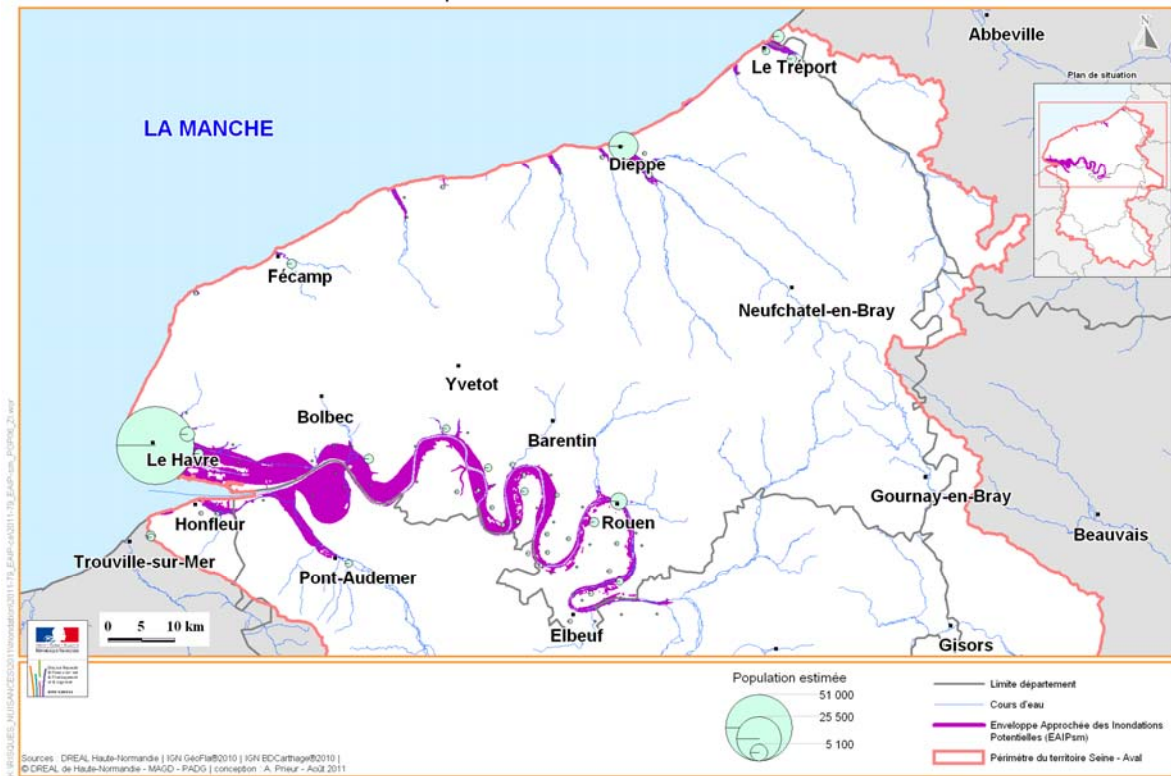 Abbeville
N
Le Tréport
Plan de situation
LA MANCHE
Dieppe
Fécamp
Neufchatel-en-Bray
Yvetot
Bolbec
Barentin
Le Havre
Gournay-en-Bray
Rouen
Honfleur
Beauvais
Trouville-sur-Mer
Pont-Audemer
Elbeuf
Gisors
0 5 10 km
Population estimée
51 000
25 500
5 100
Limite département
Cours d'eau
Enveloppe Approchée des Inondations
Potentielles (EAIPsm)
Périmètre du territoire Seine - Aval
Sources : DREAL Haute-Normandie | IGN GéoFla®2010 | IGN BDCarthage®2010 |
© DREAL de Haute-Normandie - MAGD - PADG | conception : A. Prieur - Août 2011